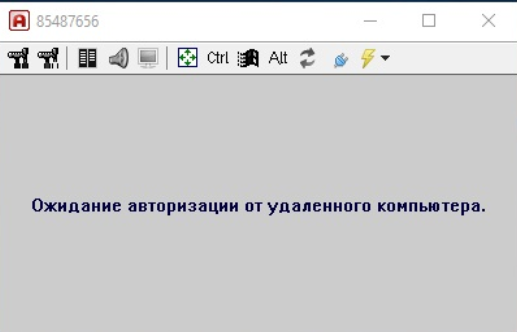 85487656
Ctrl Alt
Ожидание авторизации от удаленного компьютера.